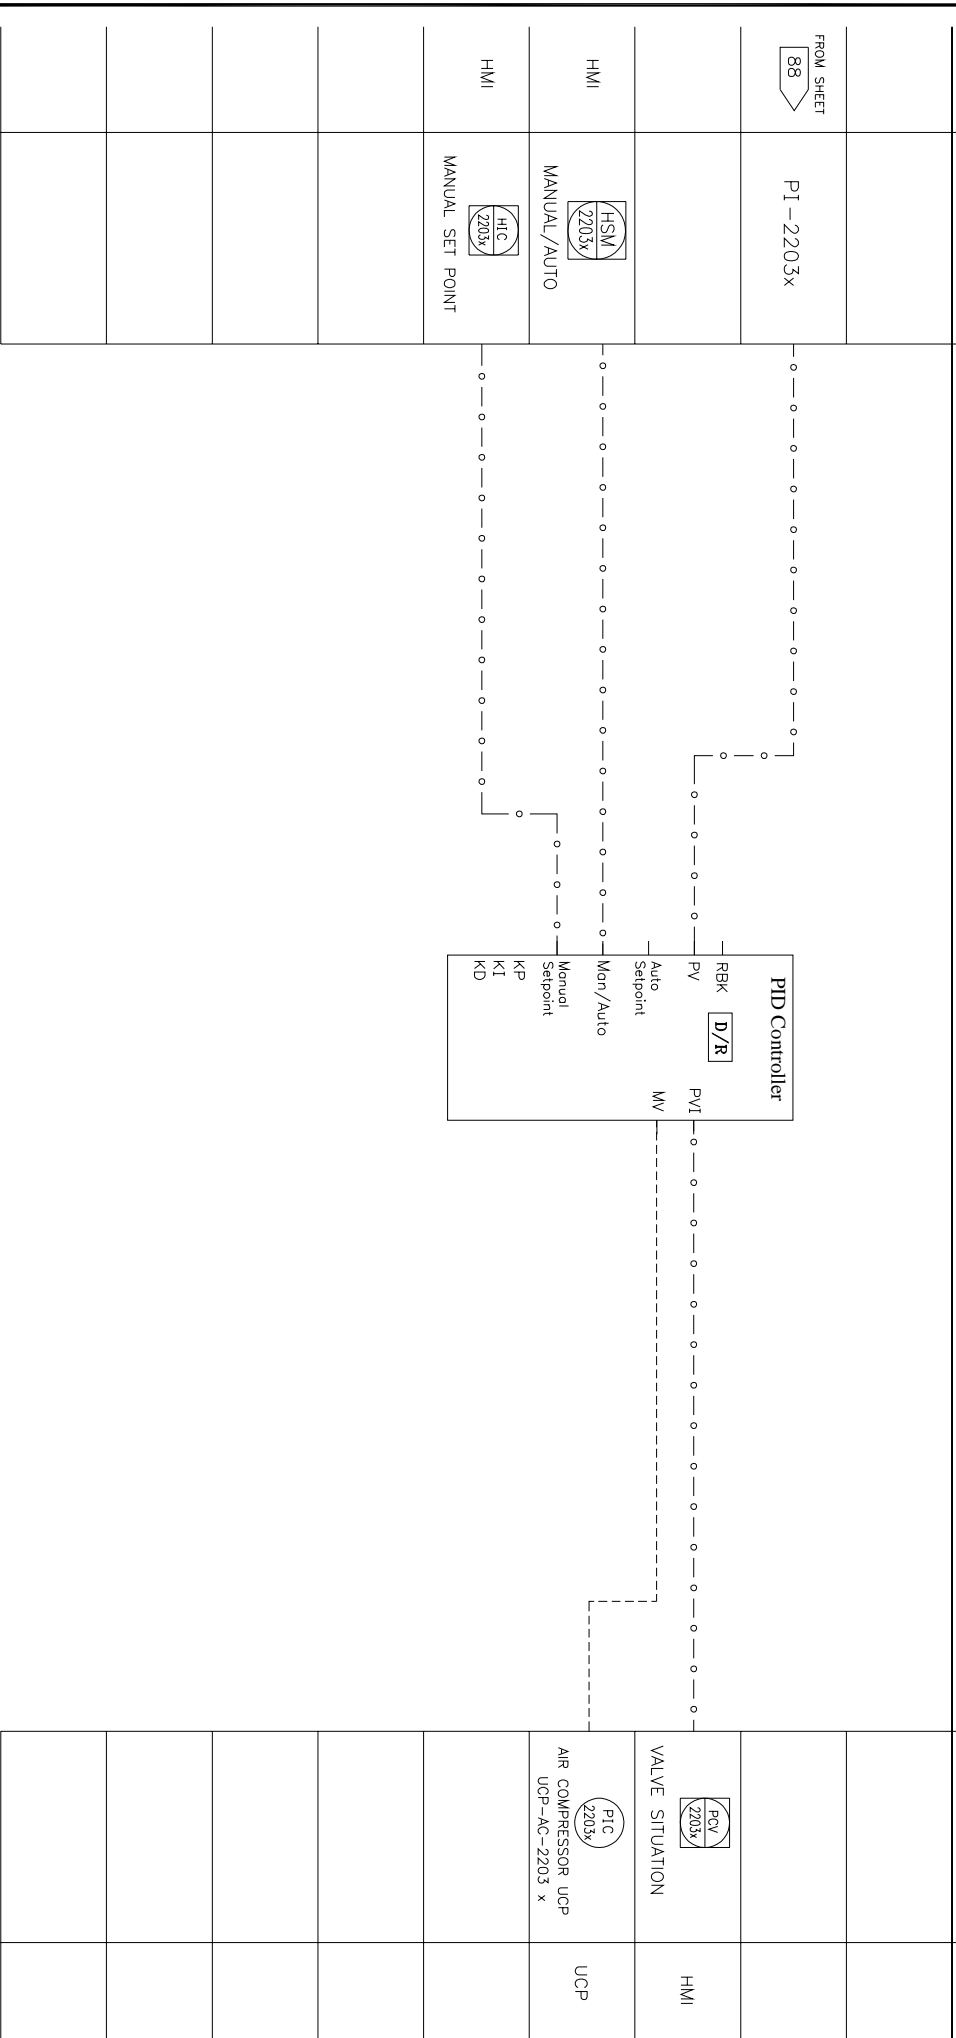 FROM SHEET
88
PI-2203x
HMI
HSM
2203x
MANUAL/AUTO
HMI
HIC
2203x
MANUAL SET POINT
PID Controller
D/R
RBK
PV
Auto
Setpoint
Man/Auto
Manual
Setpoint
KP
KI
KD
PVI
MV
PCV
2203x
VALVE SITUATION
HMI
PIC
2203x
AIR COMPRESSOR UCP
UCP-AC-2203 x
UCP